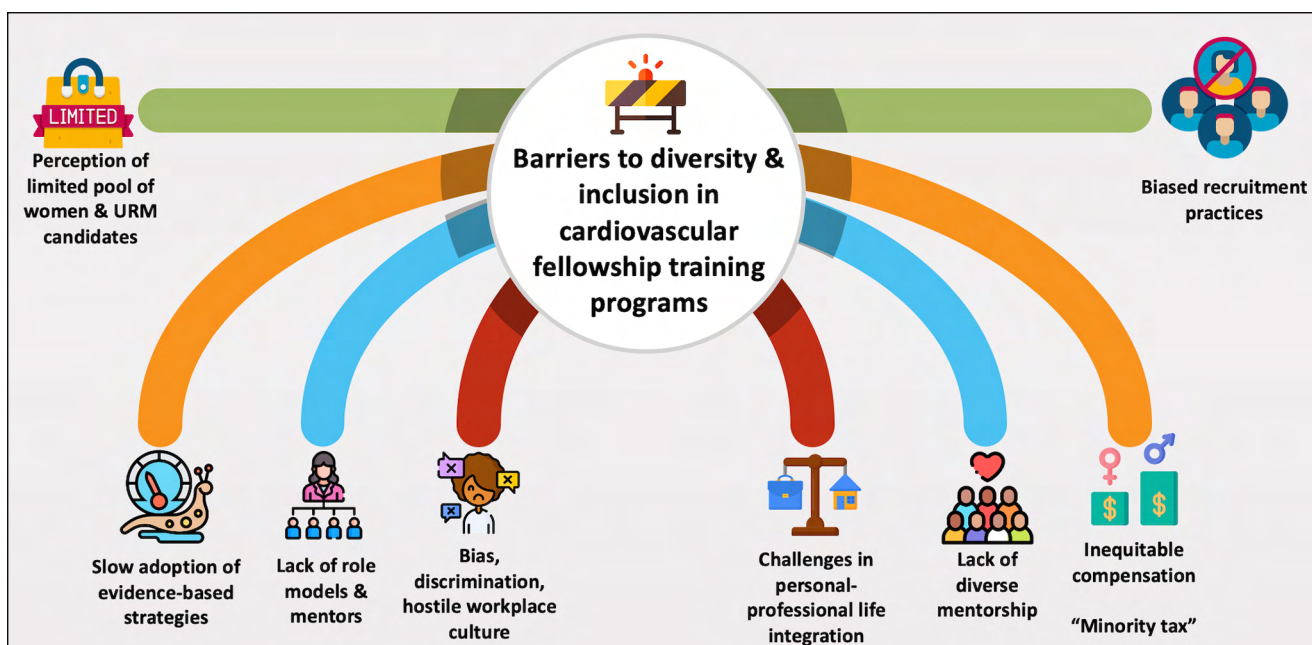 LIMITED
Perception of
limited pool of
women & URM
candidates
Barriers to diversity &
inclusion in
cardiovascular
fellowship training
programs
Biased recruitment
practices
Slow adoption of
evidence-based
strategies
Lack of role
models &
mentors
Bias,
discrimination,
hostile workplace
culture
Challenges in
personal-
professional life
integration
Lack of
diverse
mentorship
$
$
Inequitable
compensation
“Minority tax”